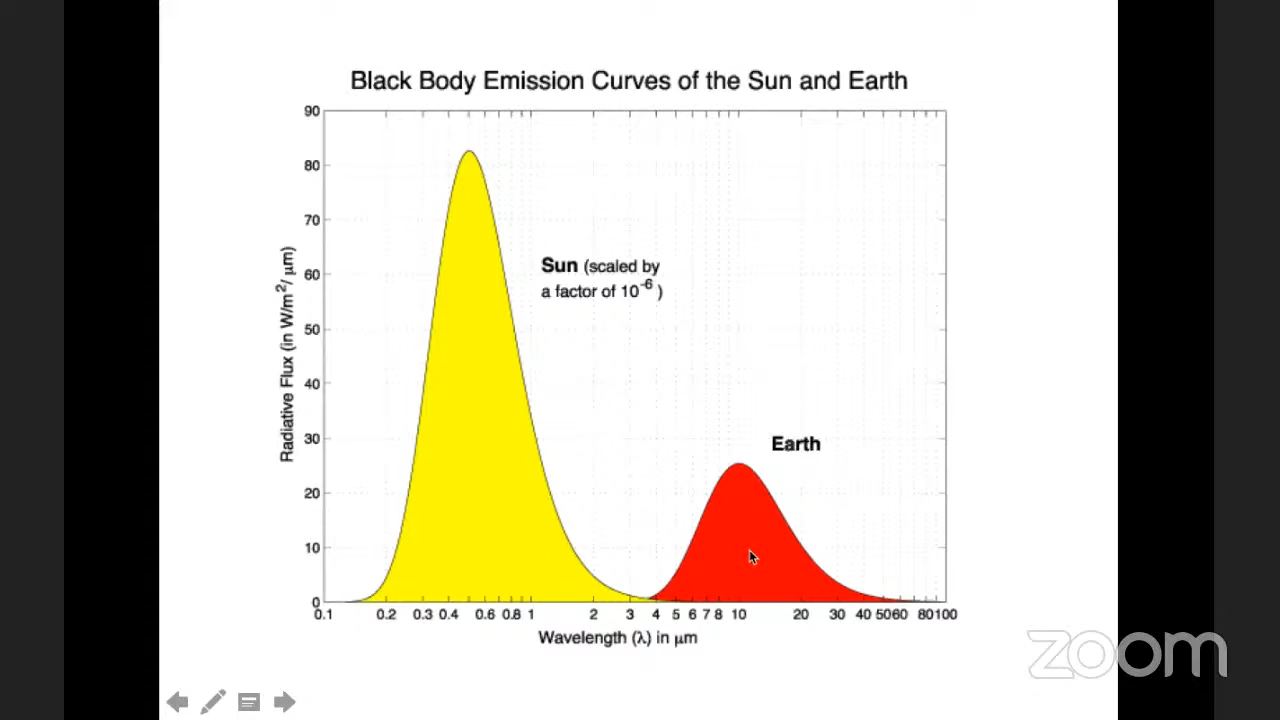 Black Body Emission Curves of the Sun and Earth
90
80
70
60
50
40
30
20
10
0
Radiative Flux (in W/m²/ μm)
Sun (scaled by
a factor of 10⁻⁶ )
Earth
0.1 0.2 0.3 0.4 0.6 0.8 1 2 3 4 5 6 7 8 10 20 30 40 50 60 80 100
Wavelength (λ) in μm
zoom